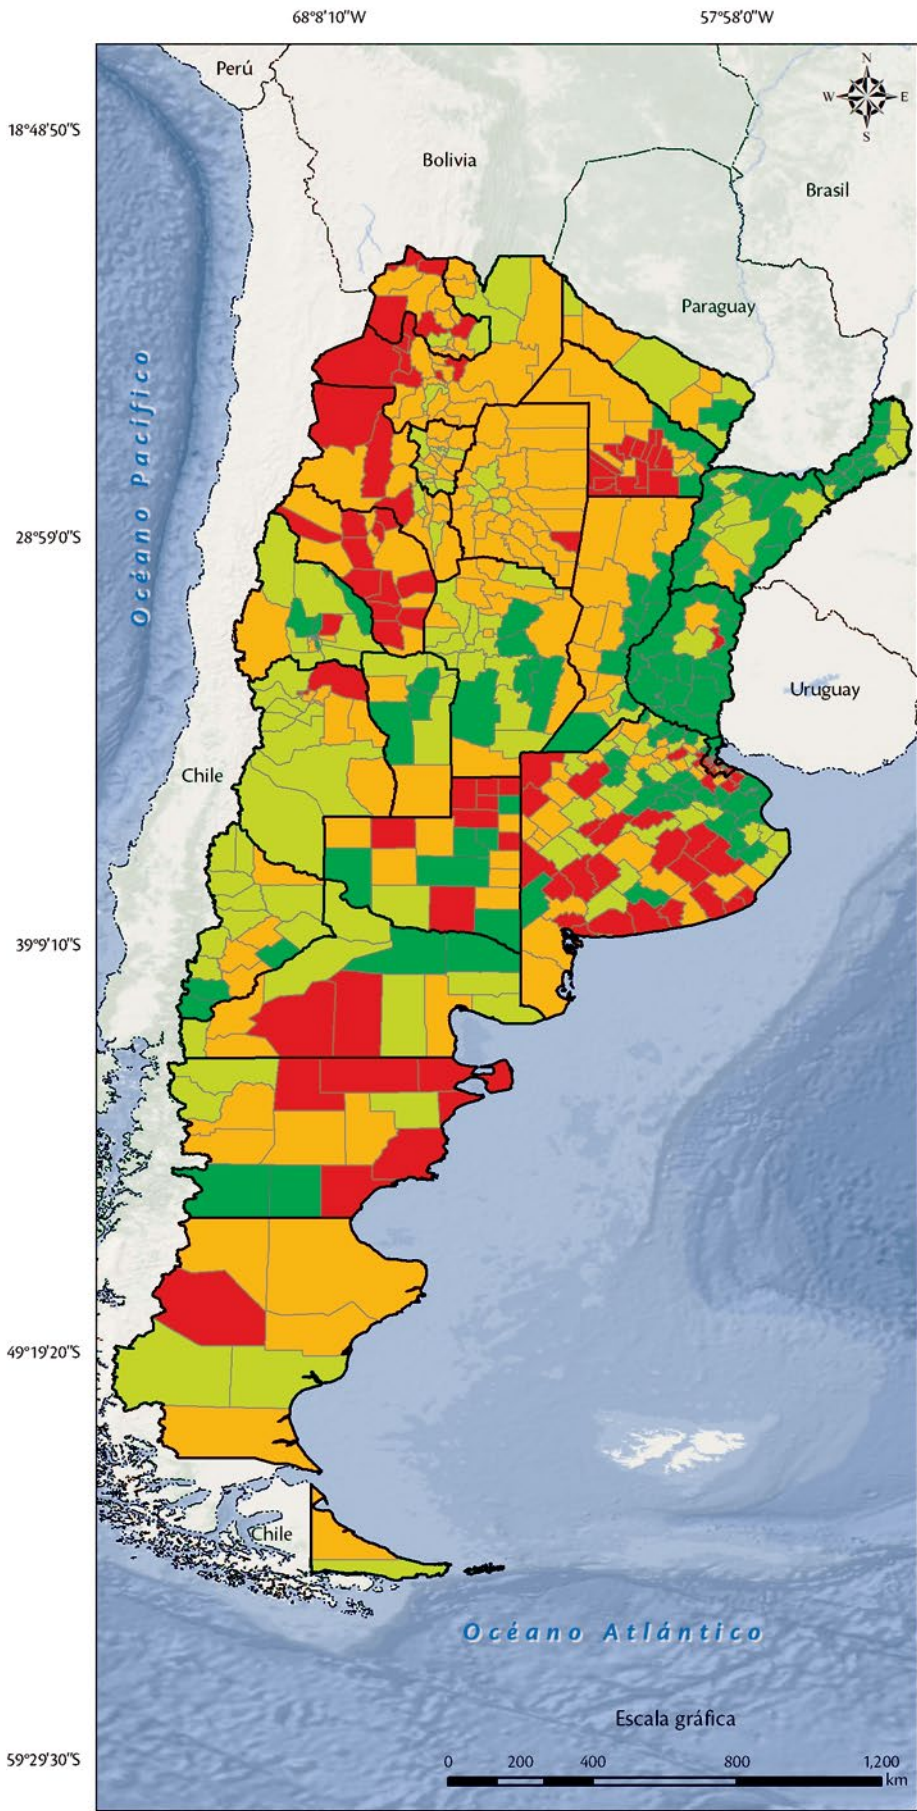 68°8'10"W
57°58'0"W
Perú
N
W
E
S
18°48'50"S
Bolivia
Brasil
Paraguay
Océano Pacífico
28°59'0"S
Uruguay
Chile
39°9'10"S
49°19'20"S
Chile
Océano Atlántico
Escala gráfica
59°29'30"S
0 200 400 800 1,200
km